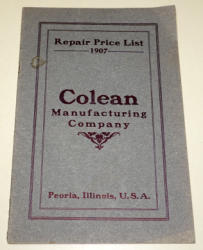 Repair Price List
1907
Colean
Manufacturing
Company
Peoria, Illinois, U.S.A.